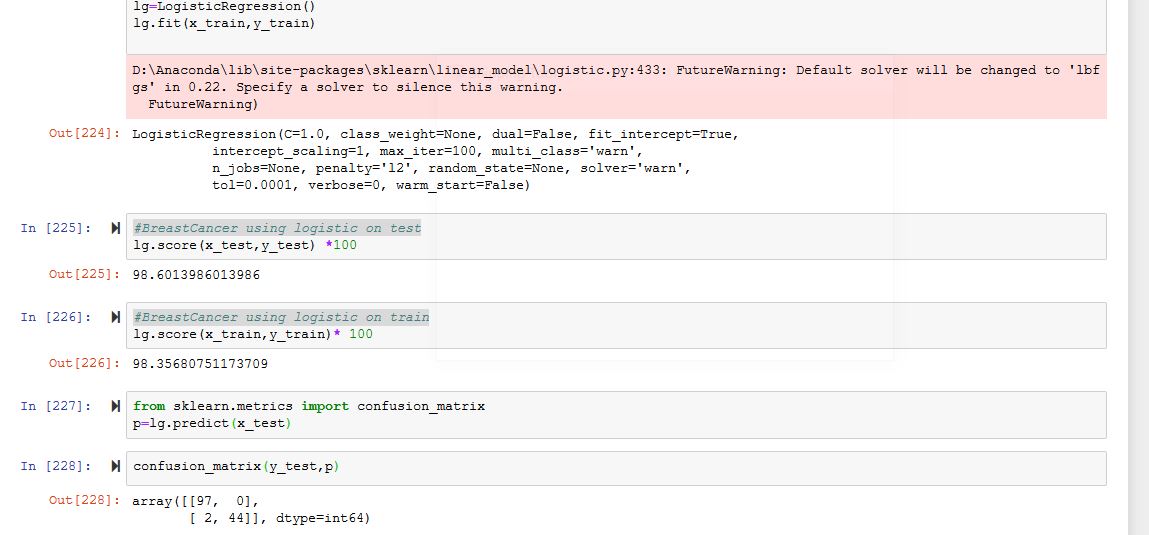 lg=LogisticRegression()
lg.fit(x_train,y_train)
D:\Anaconda\lib\site-packages\sklearn\linear_model\logistic.py:433: FutureWarning: Default solver will be changed to 'lbf
gs' in 0.22. Specify a solver to silence this warning.
  FutureWarning)
Out[224]: LogisticRegression(C=1.0, class_weight=None, dual=False, fit_intercept=True,
          intercept_scaling=1, max_iter=100, multi_class='warn',
          n_jobs=None, penalty='l2', random_state=None, solver='warn',
          tol=0.0001, verbose=0, warm_start=False)
In [225]: #BreastCancer using logistic on test
lg.score(x_test,y_test) *100
Out[225]: 98.6013986013986
In [226]: #BreastCancer using logistic on train
lg.score(x_train,y_train)* 100
Out[226]: 98.35680751173709
In [227]: from sklearn.metrics import confusion_matrix
p=lg.predict(x_test)
In [228]: confusion_matrix(y_test,p)
Out[228]: array([[97,  0],
       [ 2, 44]], dtype=int64)